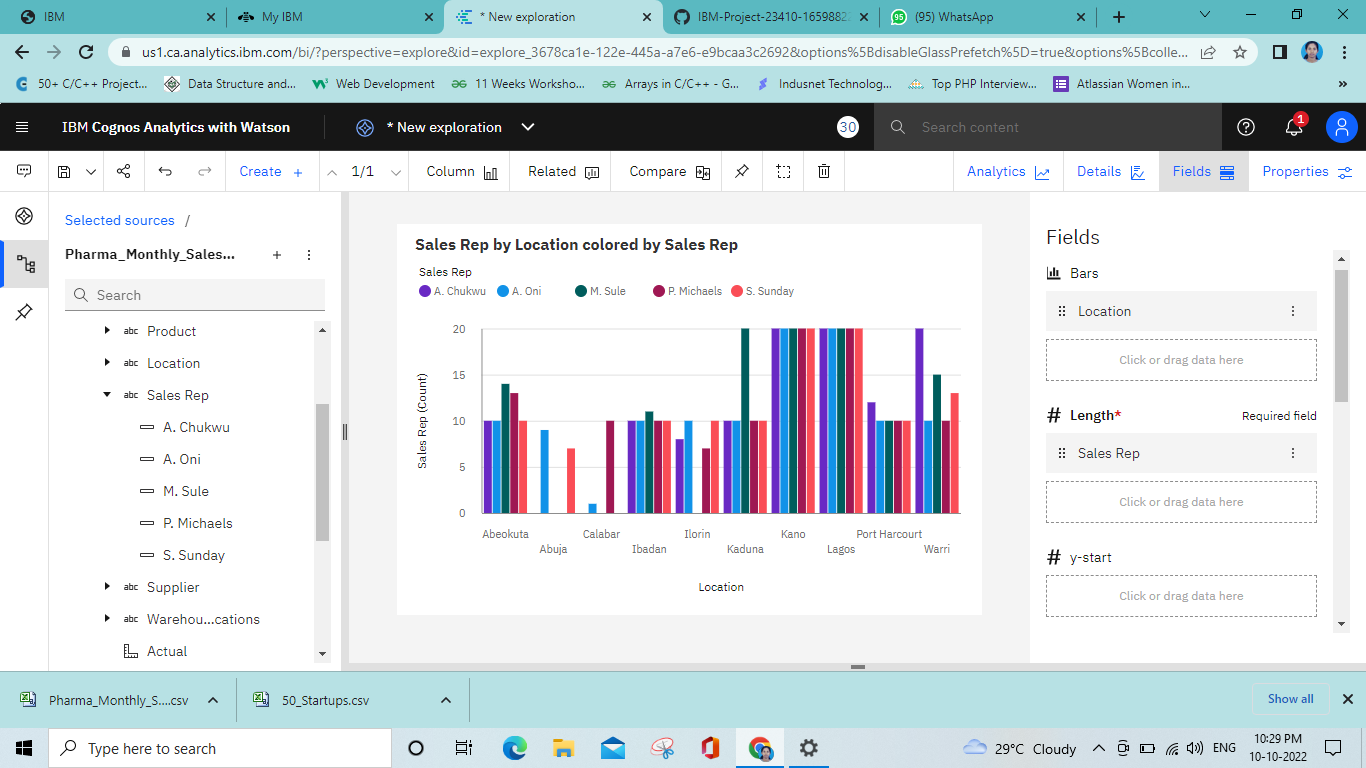 IBM
My IBM
* New exploration
IBM-Project-23410-16598822
(95) WhatsApp
us1.ca.analytics.ibm.com/bi/?perspective=explore&id=explore_3678ca1e-122e-445a-a7e6-e9bcaa3c2692&options%5BdisableGlassPrefetch%5D=true&options%5Bcolle...
50+ C/C++ Project...
Data Structure and...
Web Development
11 Weeks Worksho...
Arrays in C/C++ - G...
Indusnet Technolog...
Top PHP Interview...
Atlassian Women in...
»
IBM Cognos Analytics with Watson
* New exploration
30
Search content
1
Create +
1/1
Column
Related
Compare
Analytics
Details
Fields
Properties
Selected sources /
Pharma_Monthly_Sales...
Search
abc Product
abc Location
abc Sales Rep
A. Chukwu
A. Oni
M. Sule
P. Michaels
S. Sunday
abc Supplier
abc Warehou...cations
Actual
Sales Rep by Location colored by Sales Rep
Sales Rep
A. Chukwu A. Oni M. Sule P. Michaels S. Sunday
Sales Rep (Count)
20
15
10
5
0
Abeokuta
Abuja
Calabar
Ibadan
Ilorin
Kaduna
Kano
Lagos
Port Harcourt
Warri
Location
Fields
Bars
Location
Click or drag data here
# Length* Required field
Sales Rep
Click or drag data here
# y-start
Click or drag data here
Pharma_Monthly_S....csv
50_Startups.csv
Show all
Type here to search
29°C Cloudy
ENG
10:29 PM
10-10-2022